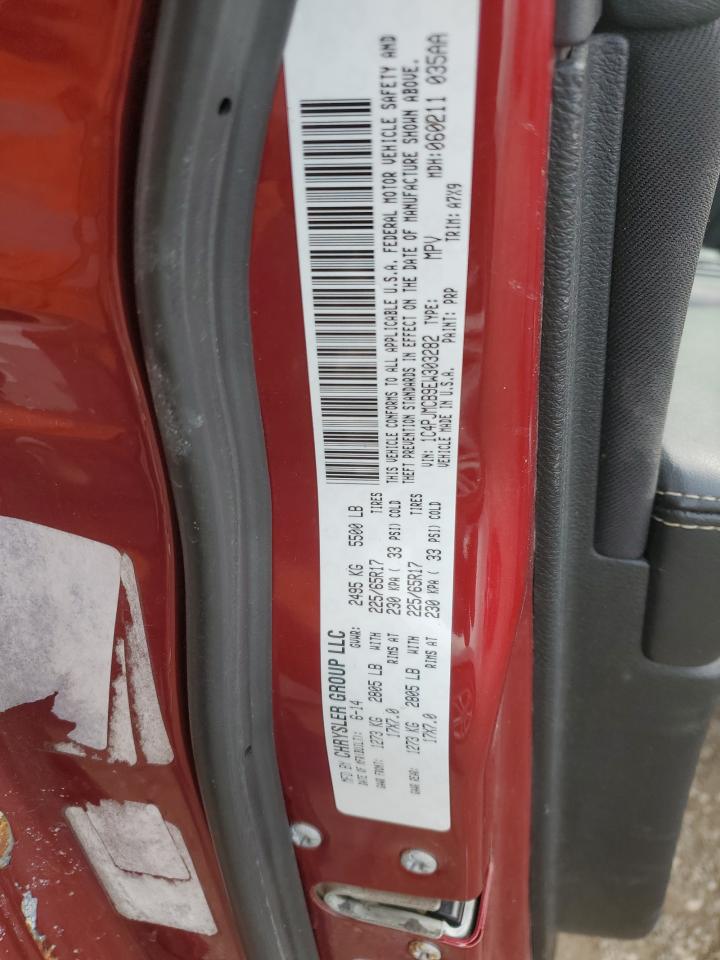 MFD BY CHRYSLER GROUP LLC
DATE OF MFR(BUILT): 6-14 GVWR: 2495 KG 5500 LB
GAWR FRONT: 1273 KG 2805 LB WITH 225/65R17 TIRES
17X7.0 RIMS AT 230 KPA ( 33 PSI) COLD
GAWR REAR: 1273 KG 2805 LB WITH 225/65R17 TIRES
17X7.0 RIMS AT 230 KPA ( 33 PSI) COLD
THIS VEHICLE CONFORMS TO ALL APPLICABLE U.S.A. FEDERAL MOTOR VEHICLE SAFETY AND
THEFT PREVENTION STANDARDS IN EFFECT ON THE DATE OF MANUFACTURE SHOWN ABOVE.
VIN: 1C4PJMCB9EW303282 TYPE: MPV MDH:060211 035AA
VEHICLE MADE IN U.S.A. PAINT: PRP TRIM: A7X9